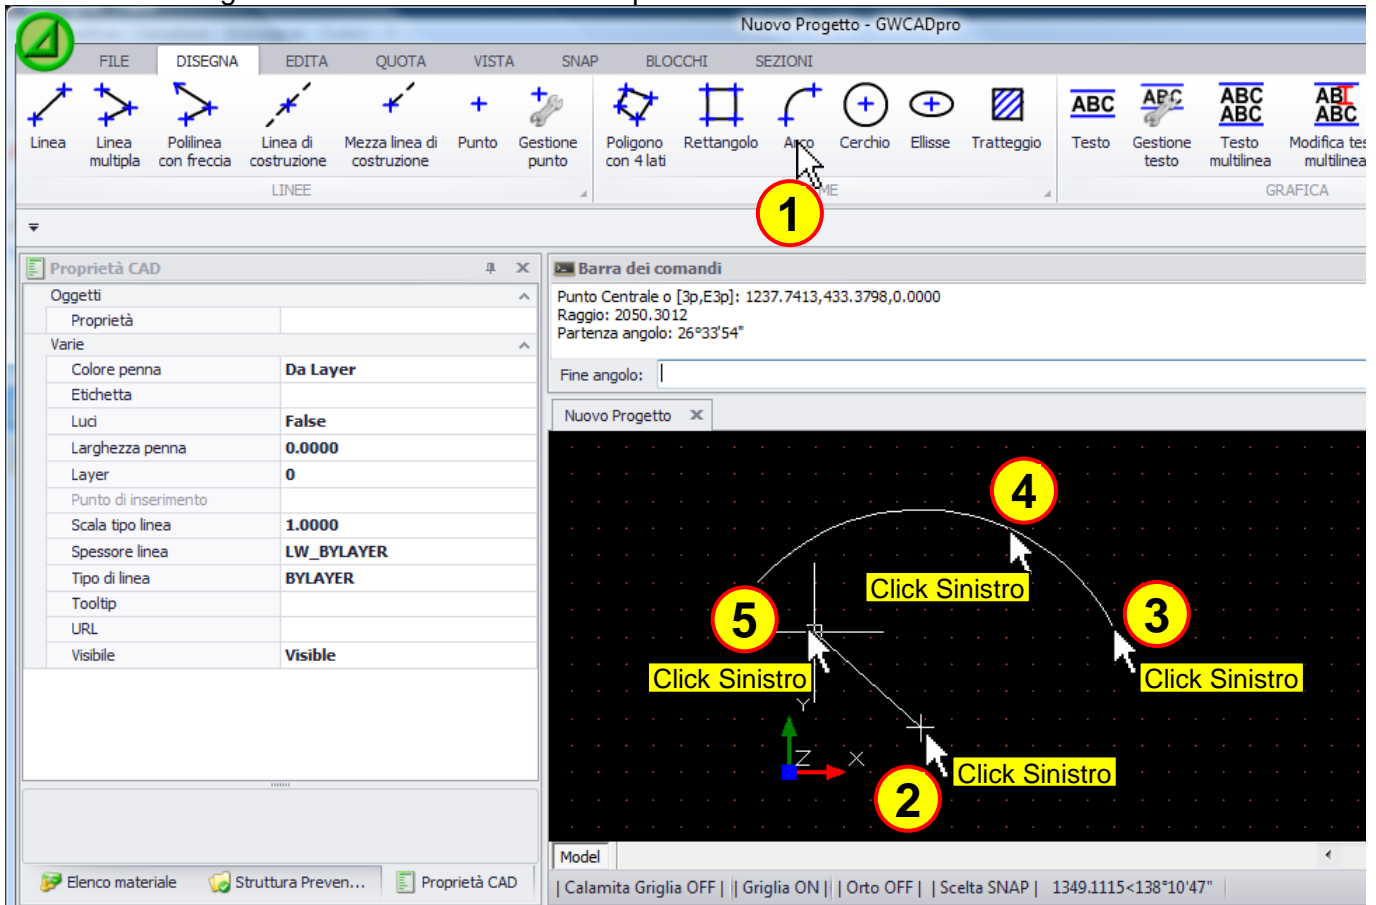 Nuovo Progetto - GWCADpro
FILE DISEGNA EDITA QUOTA VISTA SNAP BLOCCHI SEZIONI
ABC ABC ABC ABC ABC ABC
Linea Linea multipla Polilinea con freccia Linea di costruzione Mezza linea di costruzione Punto Gestione punto Poligono con 4 lati Rettangolo Arco Cerchio Ellisse Tratteggio Testo Gestione testo Testo multilinea Modifica tes multilinea
LINEE ME GRAFICA
1
Proprietà CAD
Oggetti
Proprietà
Varie
Colore penna Da Layer
Etichetta
Luci False
Larghezza penna 0.0000
Layer 0
Punto di inserimento
Scala tipo linea 1.0000
Spessore linea LW_BYLAYER
Tipo di linea BYLAYER
Tooltip
URL
Visibile Visible
Elenco materiale Struttura Preven... Proprietà CAD
Barra dei comandi
Punto Centrale o [3p,E3p]: 1237.7413,433.3798,0.0000
Raggio: 2050.3012
Partenza angolo: 26°33'54"
Fine angolo:
Nuovo Progetto
4
Click Sinistro
3
Click Sinistro
5
Click Sinistro
Y
Z X
Click Sinistro
2
Model
| Calamita Griglia OFF | | Griglia ON | | Orto OFF | | Scelta SNAP | 1349.1115<138°10'47"